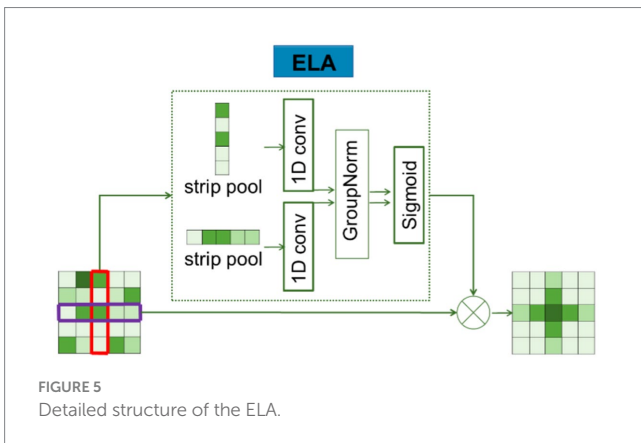 ELA
strip pool
1D conv
strip pool
1D conv
GroupNorm
Sigmoid
FIGURE 5
Detailed structure of the ELA.